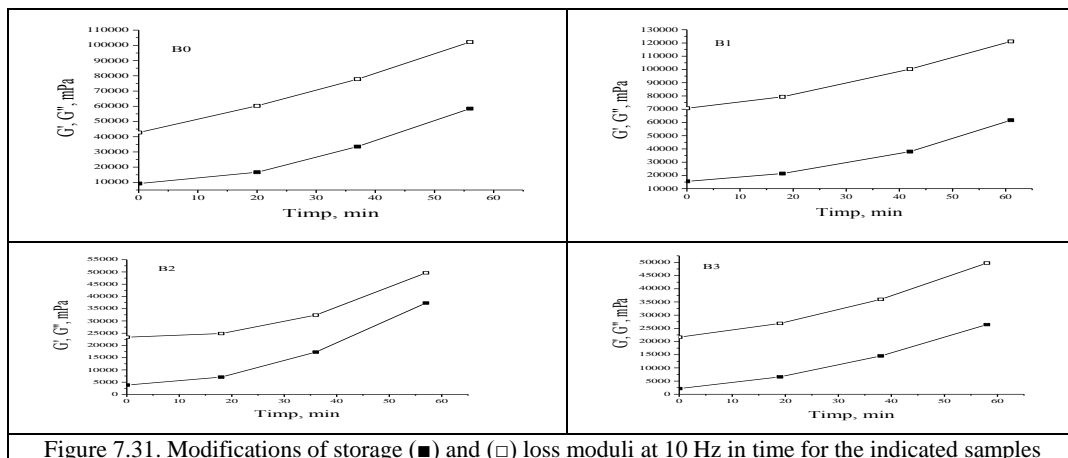 110000
100000
90000
80000
70000
60000
50000
40000
30000
20000
10000
G', G'', mPa
B0
0 10 20 30 40 50 60
Timp, min
130000
120000
110000
100000
90000
80000
70000
60000
50000
40000
30000
20000
10000
G', G'', mPa
B1
0 10 20 30 40 50 60
Timp, min
55000
50000
45000
40000
35000
30000
25000
20000
15000
10000
5000
0
G', G'', mPa
B2
0 10 20 30 40 50 60
Timp, min
50000
45000
40000
35000
30000
25000
20000
15000
10000
5000
0
G', G'', mPa
B3
0 10 20 30 40 50 60
Timp, min
Figure 7.31. Modifications of storage (■) and (□) loss moduli at 10 Hz in time for the indicated samples